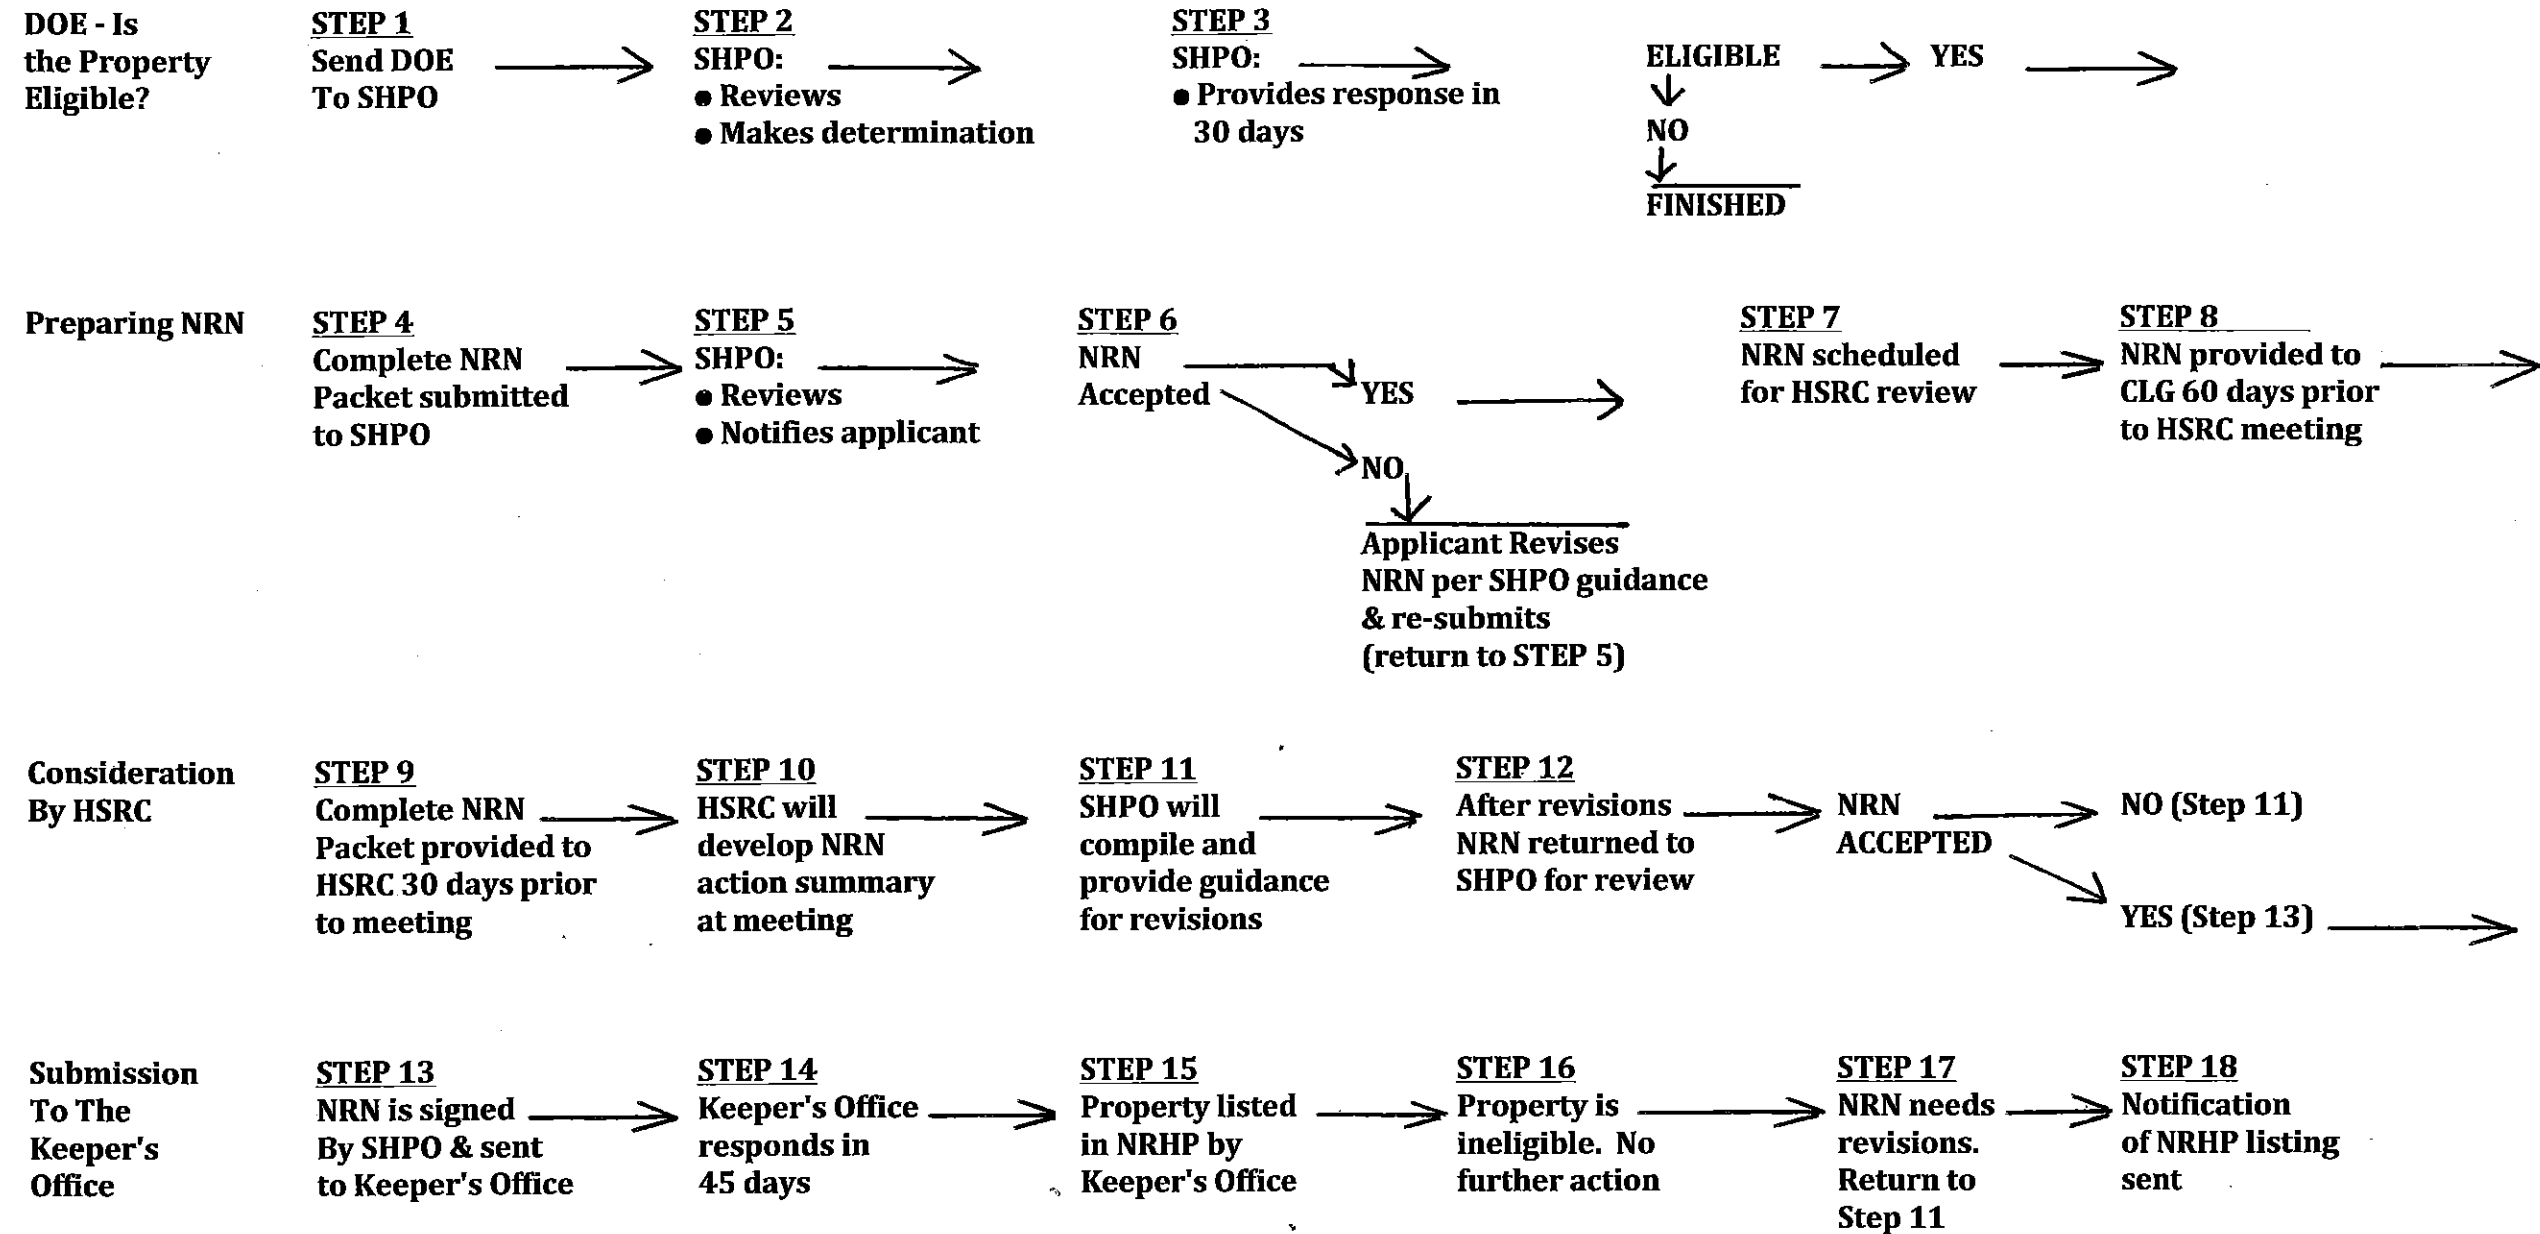 DOE - Is
the Property
Eligible?
STEP 1
Send DOE
To SHPO
STEP 2
SHPO:
● Reviews
● Makes determination
STEP 3
SHPO:
● Provides response in
30 days
ELIGIBLE
YES
NO
FINISHED
Preparing NRN
STEP 4
Complete NRN
Packet submitted
to SHPO
STEP 5
SHPO:
● Reviews
● Notifies applicant
STEP 6
NRN
Accepted
YES
NO
Applicant Revises
NRN per SHPO guidance
& re-submits
(return to STEP 5)
STEP 7
NRN scheduled
for HSRC review
STEP 8
NRN provided to
CLG 60 days prior
to HSRC meeting
Consideration
By HSRC
STEP 9
Complete NRN
Packet provided to
HSRC 30 days prior
to meeting
STEP 10
HSRC will
develop NRN
action summary
at meeting
STEP 11
SHPO will
compile and
provide guidance
for revisions
STEP 12
After revisions
NRN returned to
SHPO for review
NRN
ACCEPTED
NO (Step 11)
YES (Step 13)
Submission
To The
Keeper's
Office
STEP 13
NRN is signed
By SHPO & sent
to Keeper's Office
STEP 14
Keeper's Office
responds in
45 days
STEP 15
Property listed
in NRHP by
Keeper's Office
STEP 16
Property is
ineligible. No
further action
STEP 17
NRN needs
revisions.
Return to
Step 11
STEP 18
Notification
of NRHP listing
sent